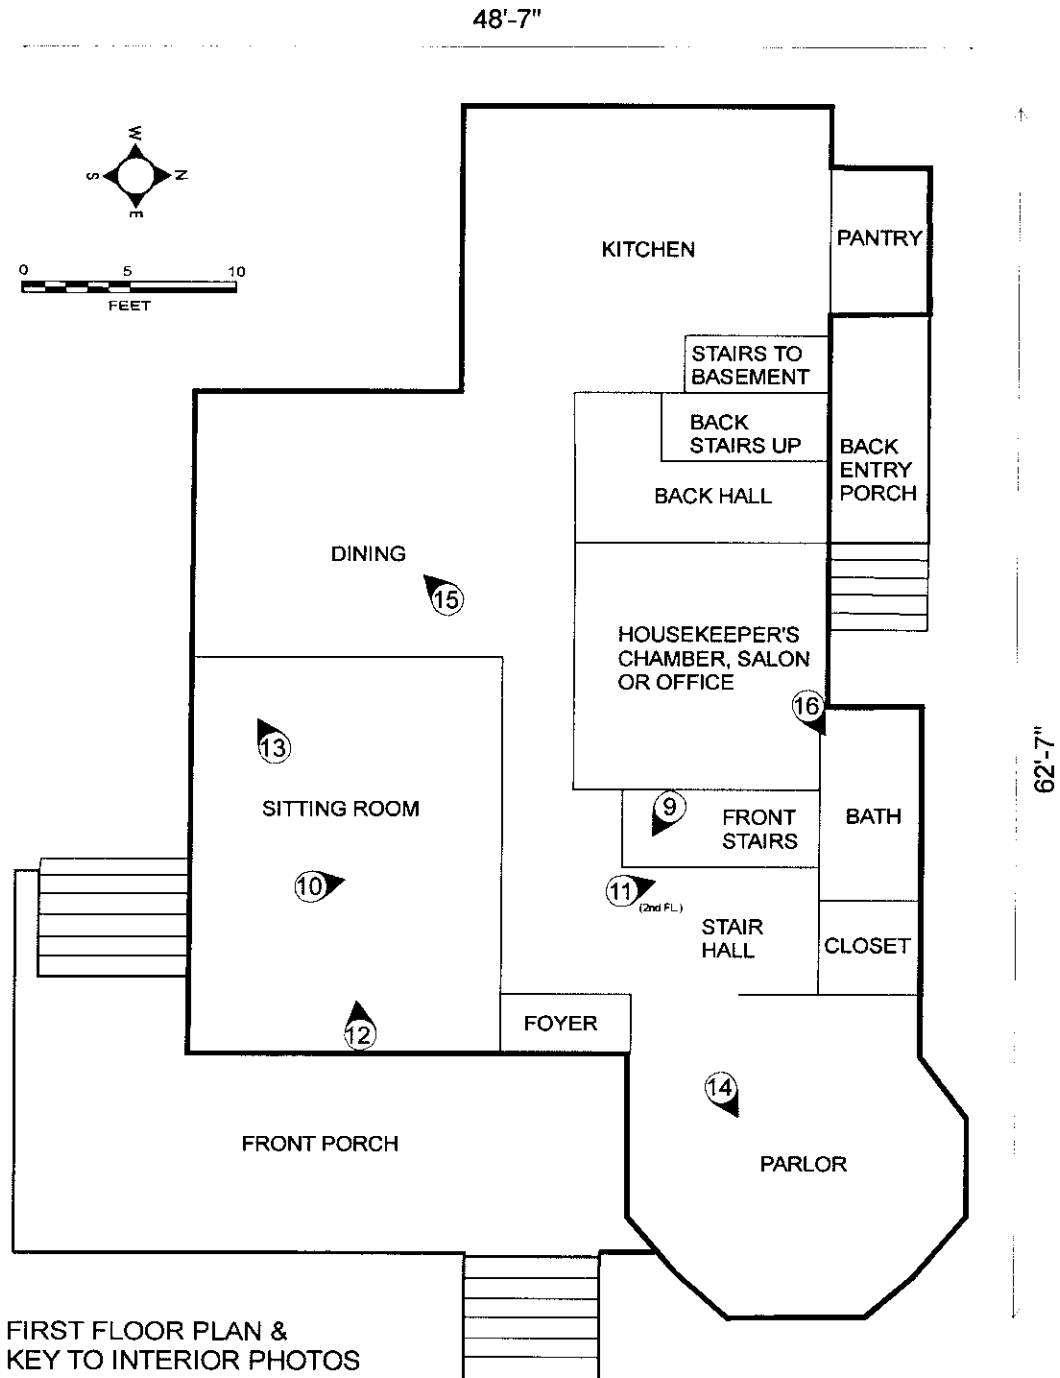 48'-7"
W
S
N
E
0 5 10
FEET
KITCHEN
PANTRY
STAIRS TO
BASEMENT
BACK
STAIRS UP
BACK HALL
BACK
ENTRY
PORCH
DINING
15
HOUSEKEEPER'S
CHAMBER, SALON
OR OFFICE
16
62'-7"
13
SITTING ROOM
9
FRONT
STAIRS
BATH
10
11
(2nd FL.)
STAIR
HALL
CLOSET
12
FOYER
14
FRONT PORCH
PARLOR
FIRST FLOOR PLAN &
KEY TO INTERIOR PHOTOS